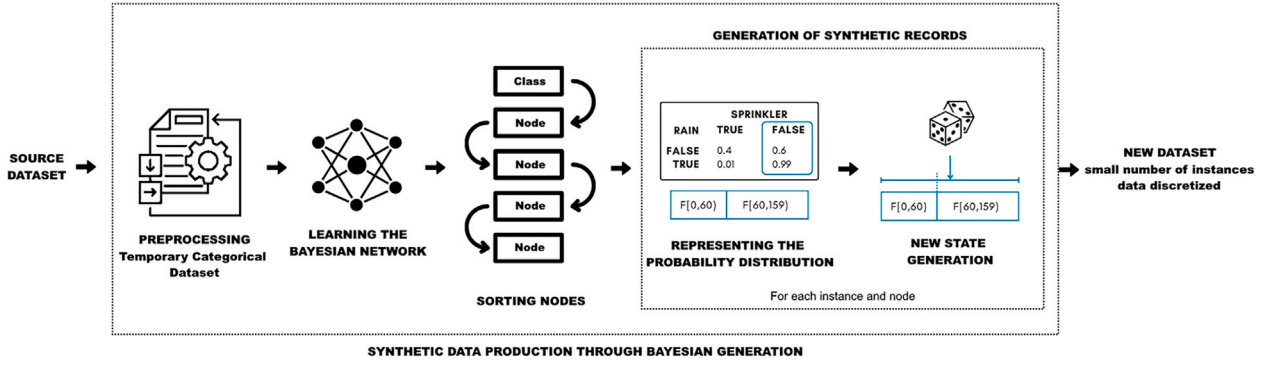 GENERATION OF SYNTHETIC RECORDS
SOURCE
DATASET
PREPROCESSING
Temporary Categorical
Dataset
LEARNING THE
BAYESIAN NETWORK
Class
Node
Node
Node
Node
SORTING NODES
SPRINKLER
RAIN TRUE FALSE
FALSE 0.4 0.6
TRUE 0.01 0.99
F[0,60) F[60,159)
REPRESENTING THE
PROBABILITY DISTRIBUTION
F[0,60) F[60,159)
NEW STATE
GENERATION
For each instance and node
NEW DATASET
small number of instances
data discretized
SYNTHETIC DATA PRODUCTION THROUGH BAYESIAN GENERATION